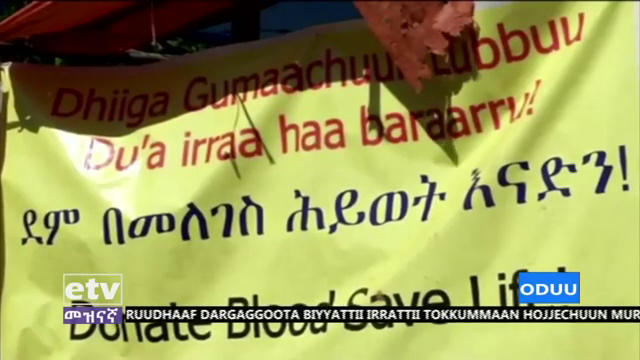 Dhiiga Gumaachuun Lubbuu
Du'a irraa haa baraarru!
ደም በመለገስ ሕይወት እናድን!
Donate Blood Save Life!
etv
መዝናኛ
ODUU
RUUDHAAF DARGAGGOOTA BIYYATTII IRRATTII TOKKUMMAAN HOJJECHUUN MUR